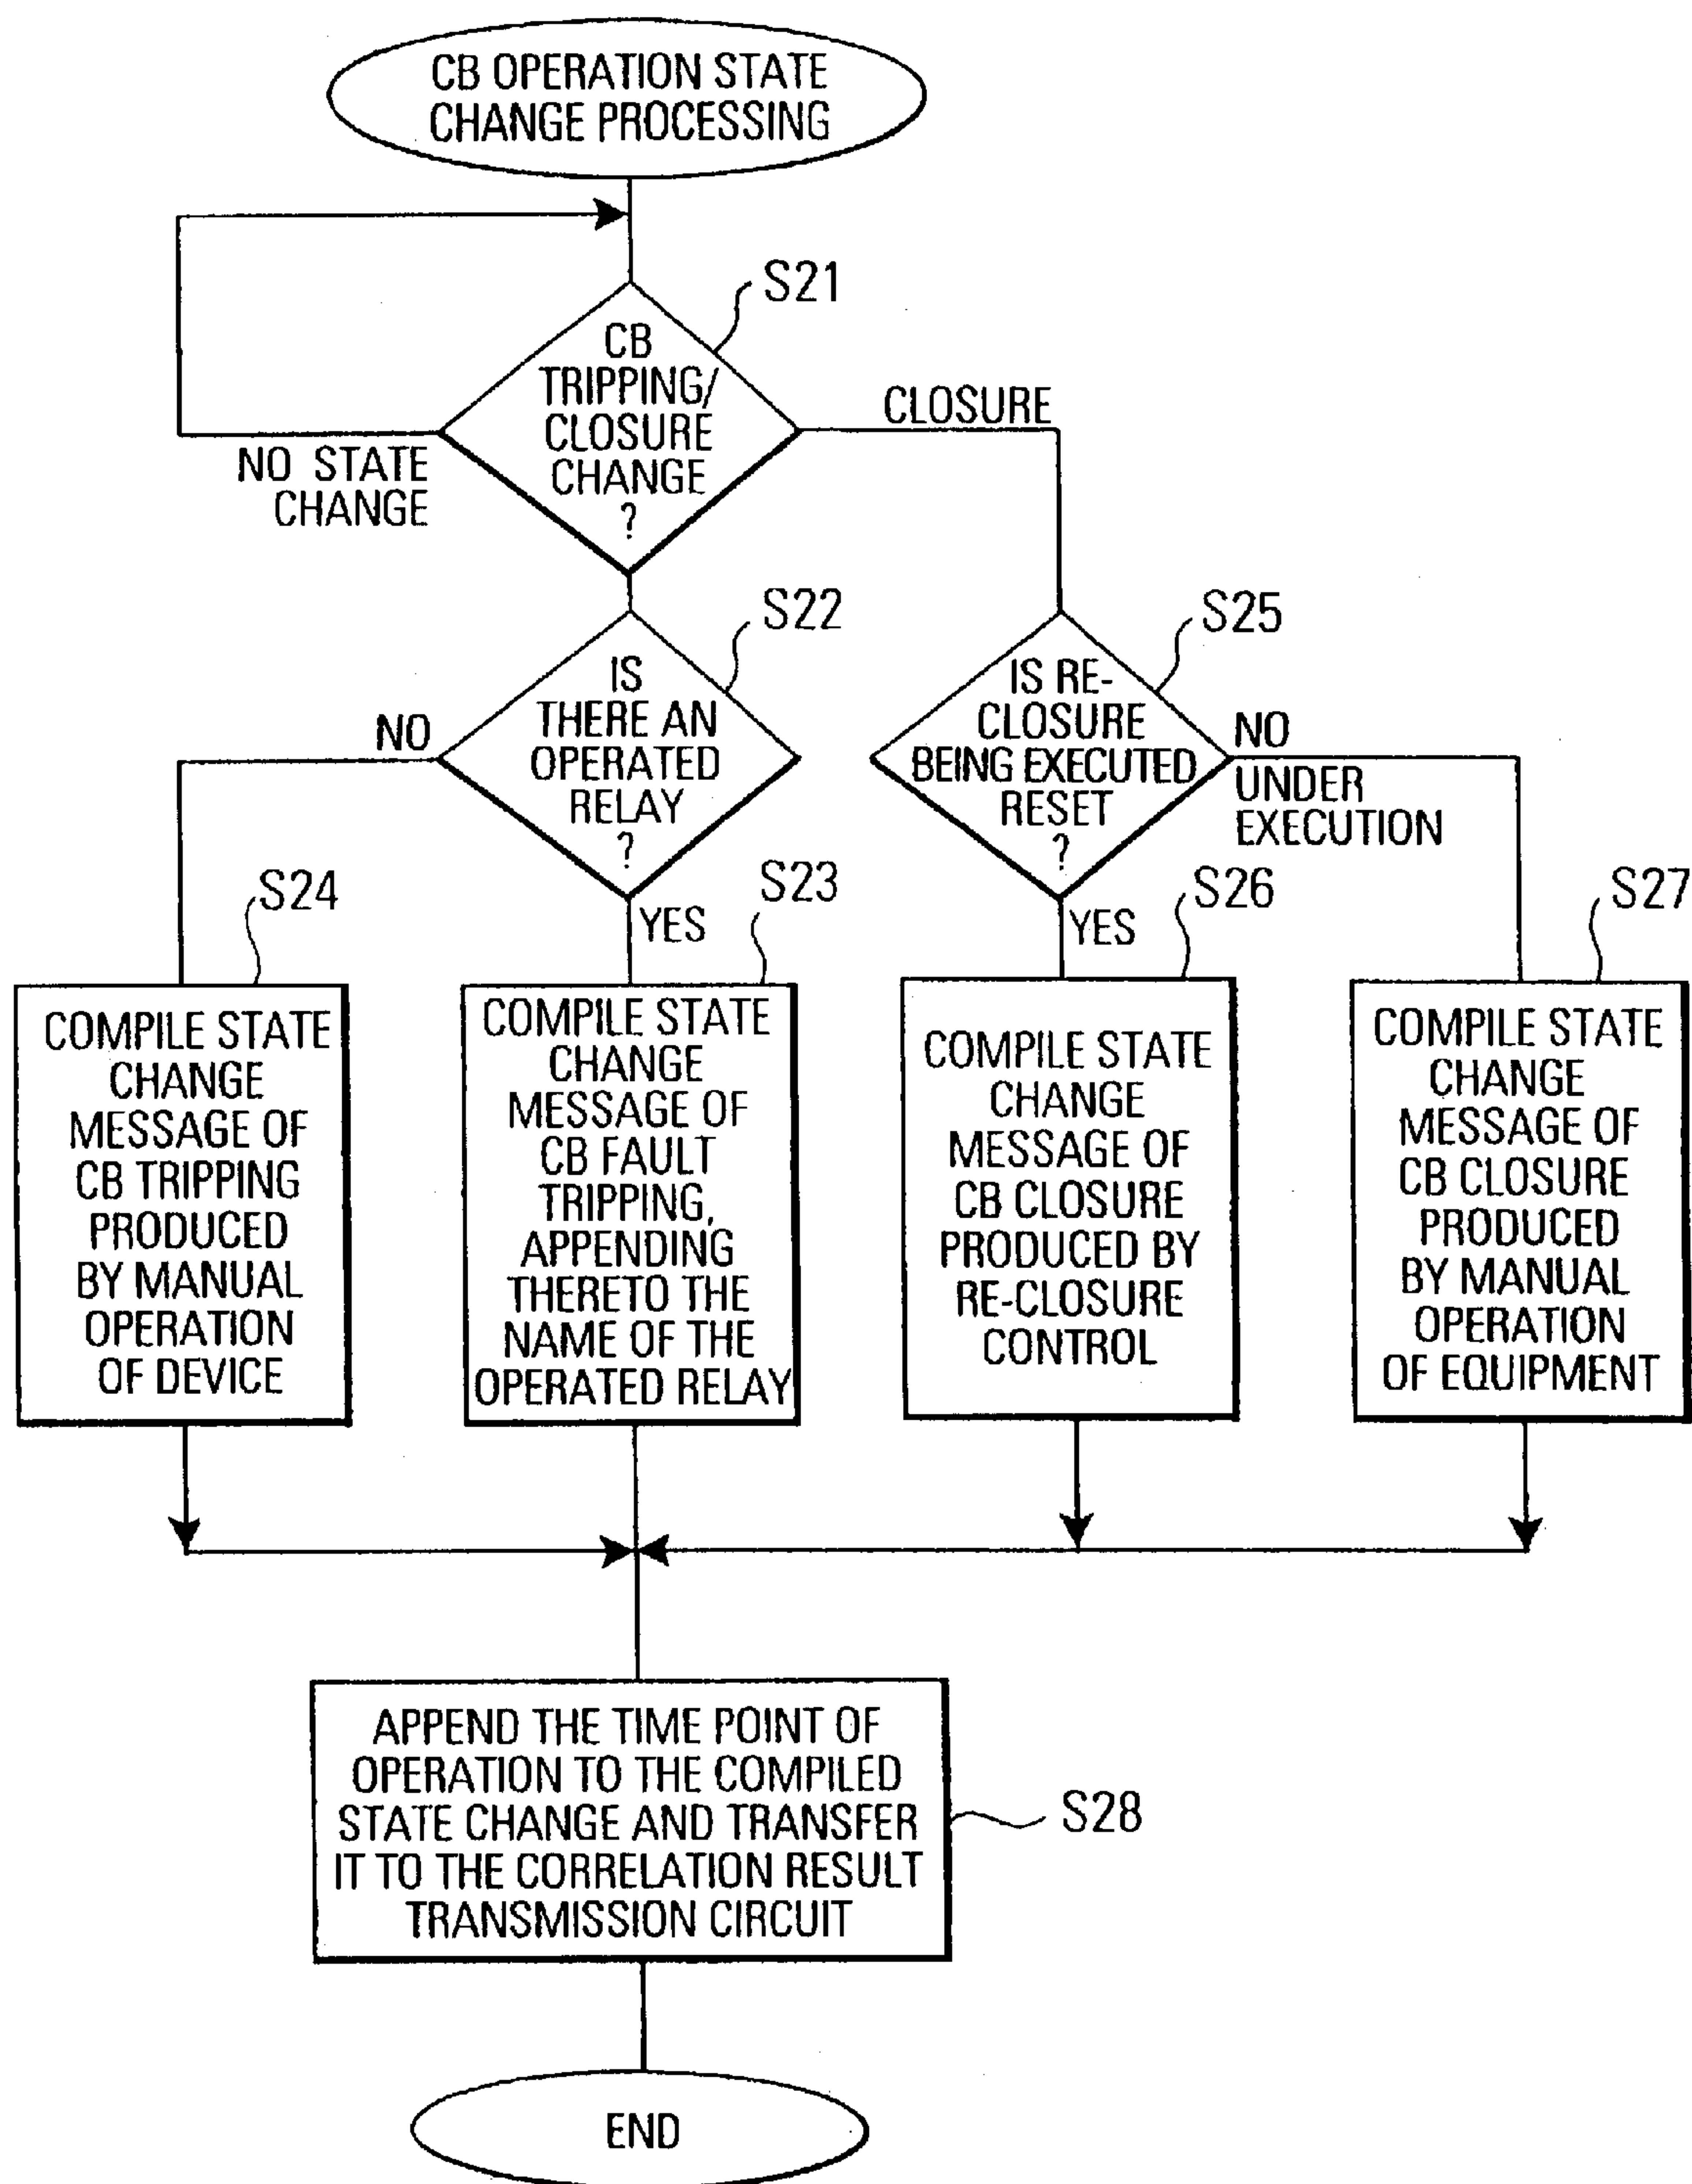 CB OPERATION STATE
CHANGE PROCESSING
S21
CB
TRIPPING/
CLOSURE
CHANGE
?
CLOSURE
NO STATE
CHANGE
S22
IS
THERE AN
OPERATED
RELAY
?
NO
YES
S25
IS RE-
CLOSURE
BEING EXECUTED
RESET
?
NO
UNDER
EXECUTION
YES
S24
COMPILE STATE
CHANGE
MESSAGE OF
CB TRIPPING
PRODUCED
BY MANUAL
OPERATION
OF DEVICE
S23
COMPILE STATE
CHANGE
MESSAGE OF
CB FAULT
TRIPPING,
APPENDING
THERETO THE
NAME OF THE
OPERATED RELAY
S26
COMPILE STATE
CHANGE
MESSAGE OF
CB CLOSURE
PRODUCED BY
RE-CLOSURE
CONTROL
S27
COMPILE STATE
CHANGE
MESSAGE OF
CB CLOSURE
PRODUCED
BY MANUAL
OPERATION
OF EQUIPMENT
APPEND THE TIME POINT OF
OPERATION TO THE COMPILED
STATE CHANGE AND TRANSFER
IT TO THE CORRELATION RESULT
TRANSMISSION CIRCUIT
S28
END